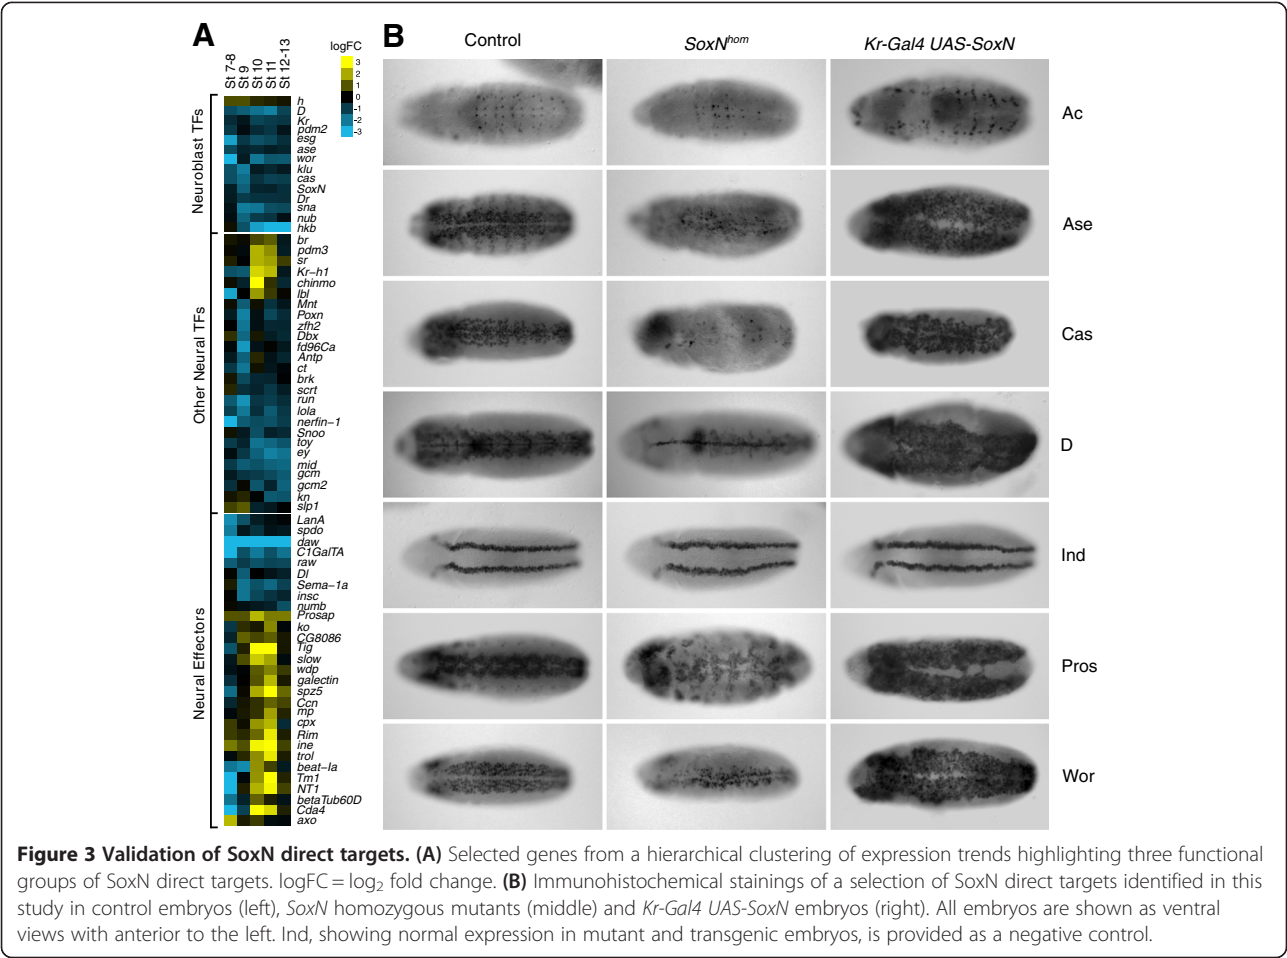 A
St 7-8
St 9
St 10
St 11
St 12-13
logFC
3
2
1
0
-1
-2
-3
Neuroblast TFs
h
D
Kr
pdm2
esg
ase
wor
klu
cas
SoxN
Dr
sna
nub
hkb
Other Neural TFs
br
pdm3
sr
Kr-h1
chinmo
lbl
Mnt
Poxn
zfh2
Dbx
fd96Ca
Antp
ct
brk
scrt
run
lola
nerfin-1
Snoo
toy
ey
mid
gcm
gcm2
kn
slp1
Neural Effectors
LanA
spdo
daw
C1GalTA
raw
Dl
Sema-1a
insc
numb
Prosap
ko
CG8086
Tig
slow
wdp
galectin
spz5
Ccn
mp
cpx
Rim
ine
trol
beat-Ia
Tm1
NT1
betaTub60D
Cda4
axo
B
Control
SoxNhom
Kr-Gal4 UAS-SoxN
Ac
Ase
Cas
D
Ind
Pros
Wor
Figure 3 Validation of SoxN direct targets. (A) Selected genes from a hierarchical clustering of expression trends highlighting three functional
groups of SoxN direct targets. logFC = log2 fold change. (B) Immunohistochemical stainings of a selection of SoxN direct targets identified in this
study in control embryos (left), SoxN homozygous mutants (middle) and Kr-Gal4 UAS-SoxN embryos (right). All embryos are shown as ventral
views with anterior to the left. Ind, showing normal expression in mutant and transgenic embryos, is provided as a negative control.